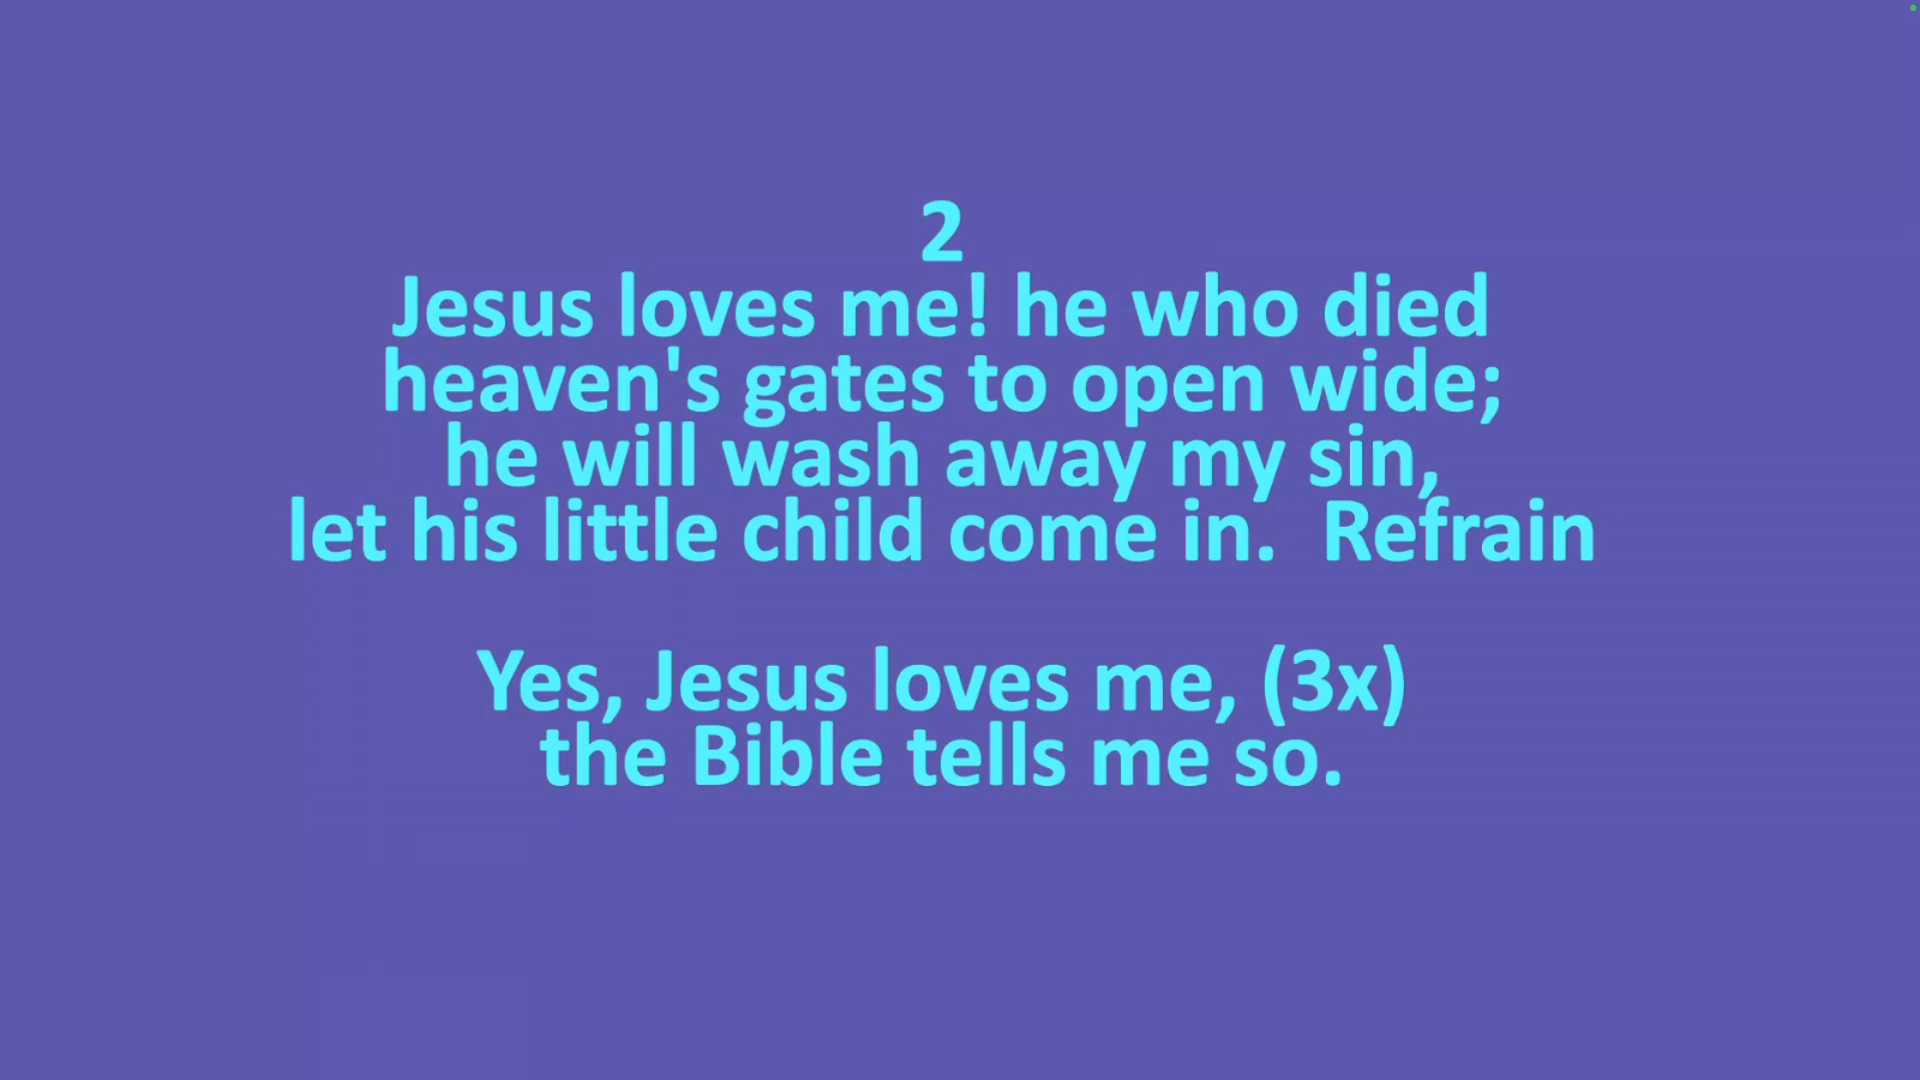 2
Jesus loves me! he who died
heaven's gates to open wide;
he will wash away my sin,
let his little child come in.  Refrain
Yes, Jesus loves me, (3x)
the Bible tells me so.